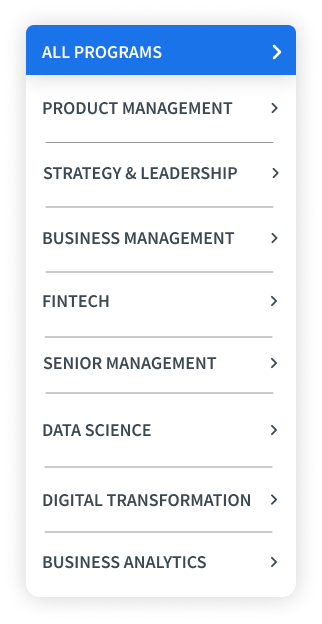 ALL PROGRAMS
PRODUCT MANAGEMENT
STRATEGY & LEADERSHIP
BUSINESS MANAGEMENT
FINTECH
SENIOR MANAGEMENT
DATA SCIENCE
DIGITAL TRANSFORMATION
BUSINESS ANALYTICS